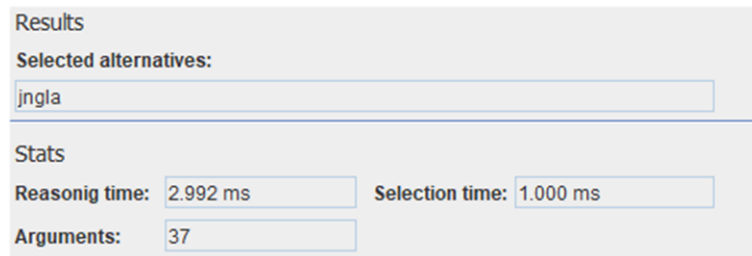 Results
Selected alternatives:
jngla
Stats
Reasonig time: 2.992 ms Selection time: 1.000 ms
Arguments: 37